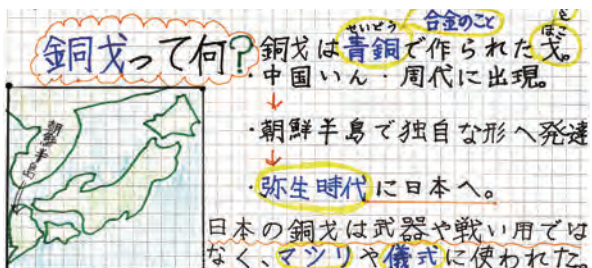 銅戈って何?
銅戈は青銅で作られた戈。
せいどう
合金のこと
ほこ
を
・中国いん・周代に出現。
↓
・朝鮮半島で独自な形へ発達
↓
・弥生時代に日本へ。
日本の銅戈は武器や戦い用では
なく、マツリや儀式に使われた。
朝鮮半島